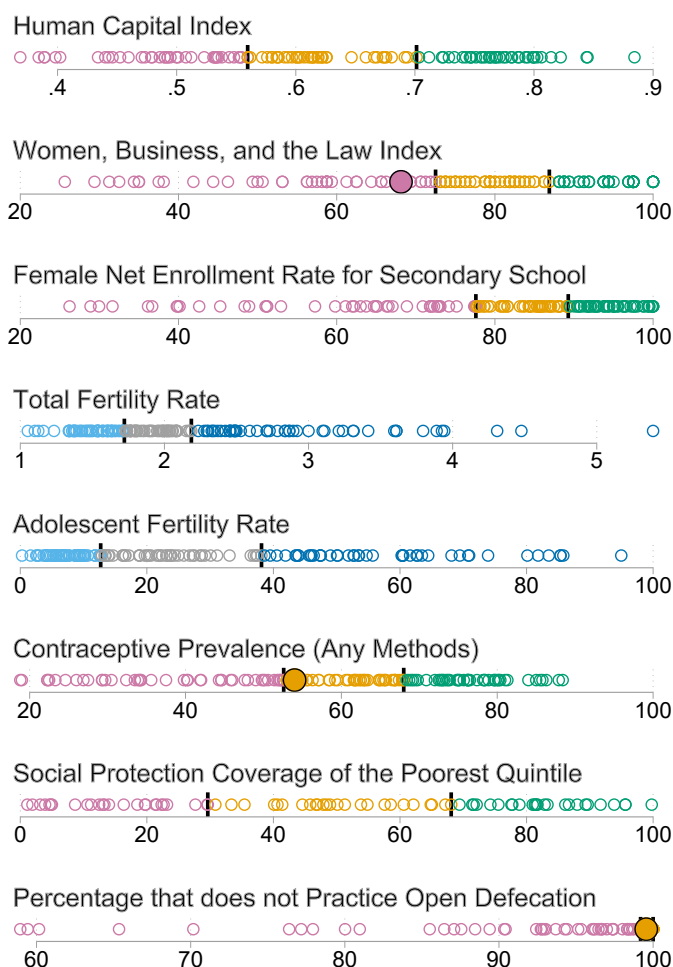 Human Capital Index
.4 .5 .6 .7 .8 .9
Women, Business, and the Law Index
20 40 60 80 100
Female Net Enrollment Rate for Secondary School
20 40 60 80 100
Total Fertility Rate
1 2 3 4 5
Adolescent Fertility Rate
0 20 40 60 80 100
Contraceptive Prevalence (Any Methods)
20 40 60 80 100
Social Protection Coverage of the Poorest Quintile
0 20 40 60 80 100
Percentage that does not Practice Open Defecation
60 70 80 90 100